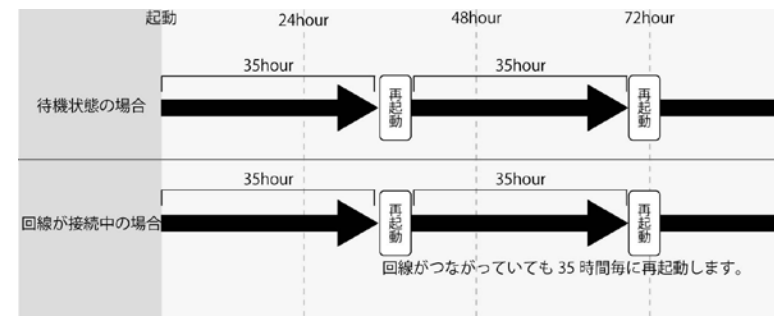 起動 24hour 48hour 72hour
35hour 35hour
待機状態の場合 再起動 再起動
35hour 35hour
回線が接続中の場合 再起動 再起動
回線がつながっていても 35 時間毎に再起動します。